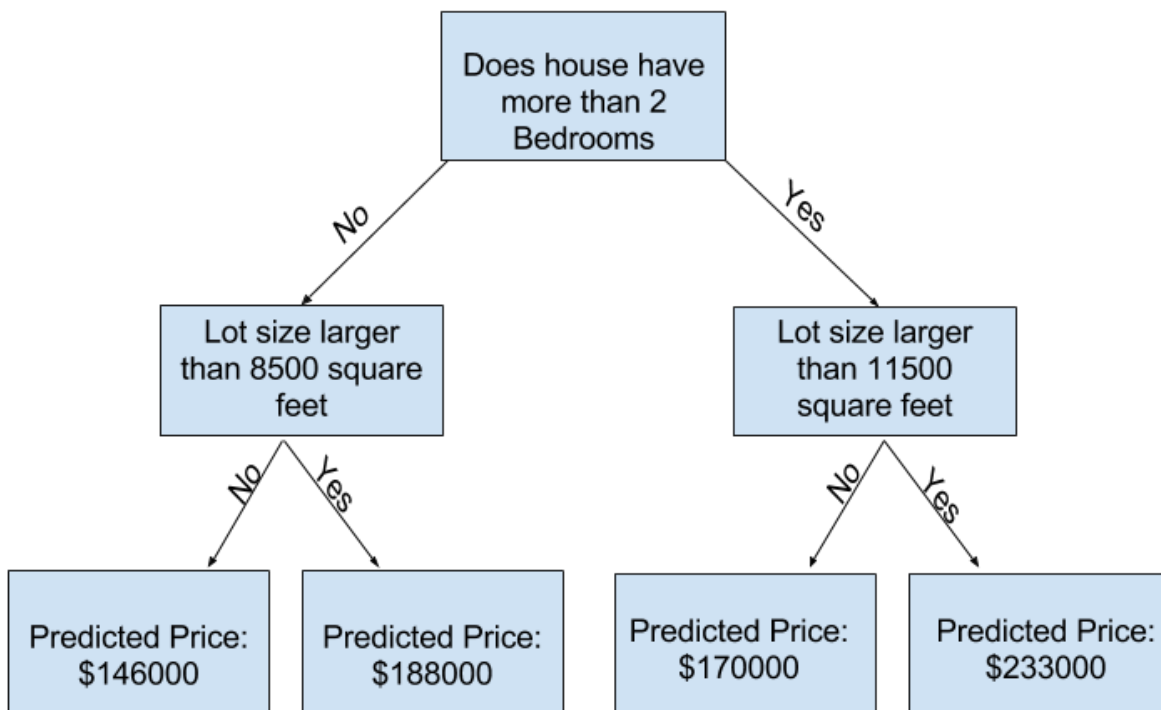 Does house have
more than 2
Bedrooms
No
Yes
Lot size larger
than 8500 square
feet
Lot size larger
than 11500
square feet
No
Yes
No
Yes
Predicted Price:
$146000
Predicted Price:
$188000
Predicted Price:
$170000
Predicted Price:
$233000